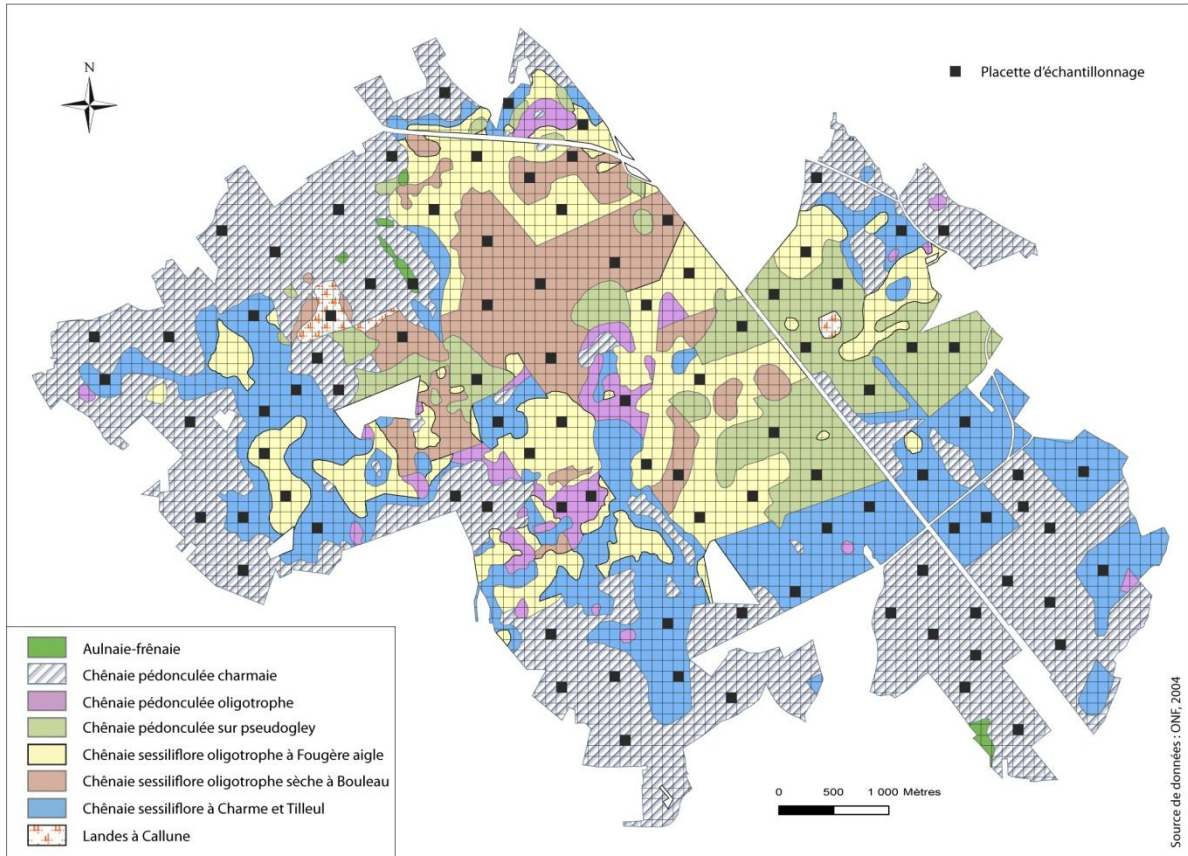 N
Placette d'échantillonnage
Aulnaie-frênaie
Chênaie pédonculée charmaie
Chênaie pédonculée oligotrophe
Chênaie pédonculée sur pseudogley
Chênaie sessiliflore oligotrophe à Fougère aigle
Chênaie sessiliflore oligotrophe sèche à Bouleau
Chênaie sessiliflore à Charme et Tilleul
Landes à Callune
0 500 1 000 Mètres
Source de données : ONF, 2004